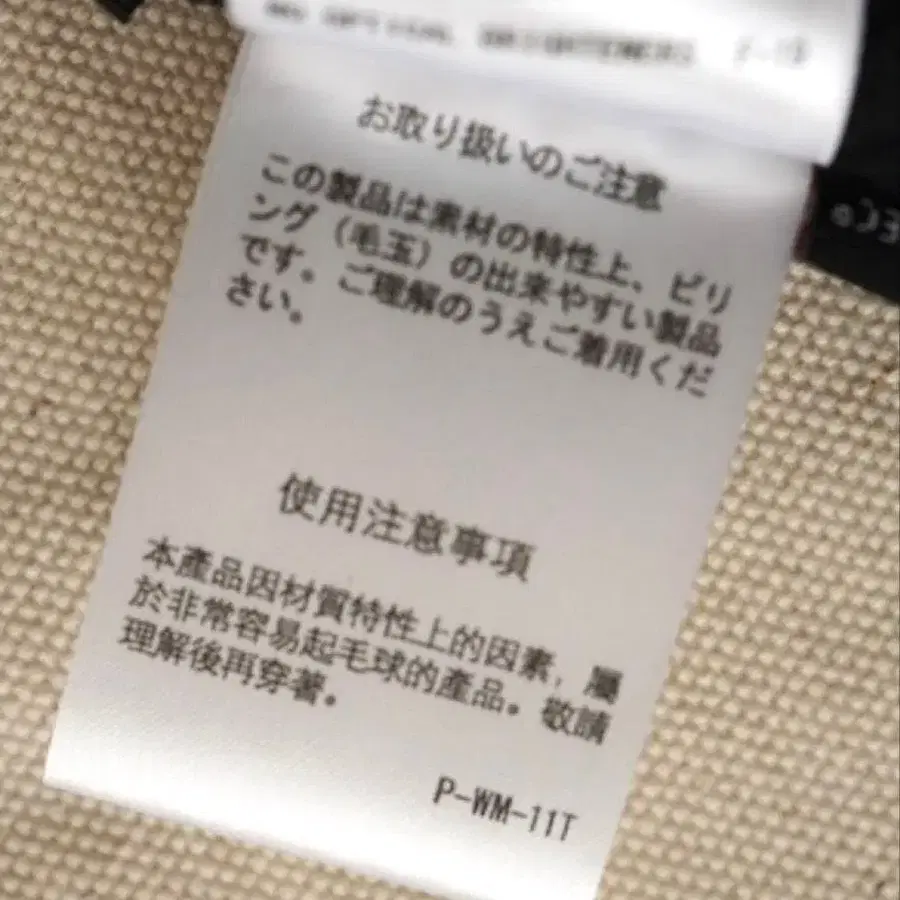 NO OPTICAL BRIGHTENERS
お取り扱いのご注意
この製品は素材の特性上、ピリ
ング（毛玉）の出来やすい製品
です。ご理解のうえご着用くだ
さい。
使用注意事項
本產品因材質特性上的因素，屬
於非常容易起毛球的產品。敬請
理解後再穿著。
P-WM-11T